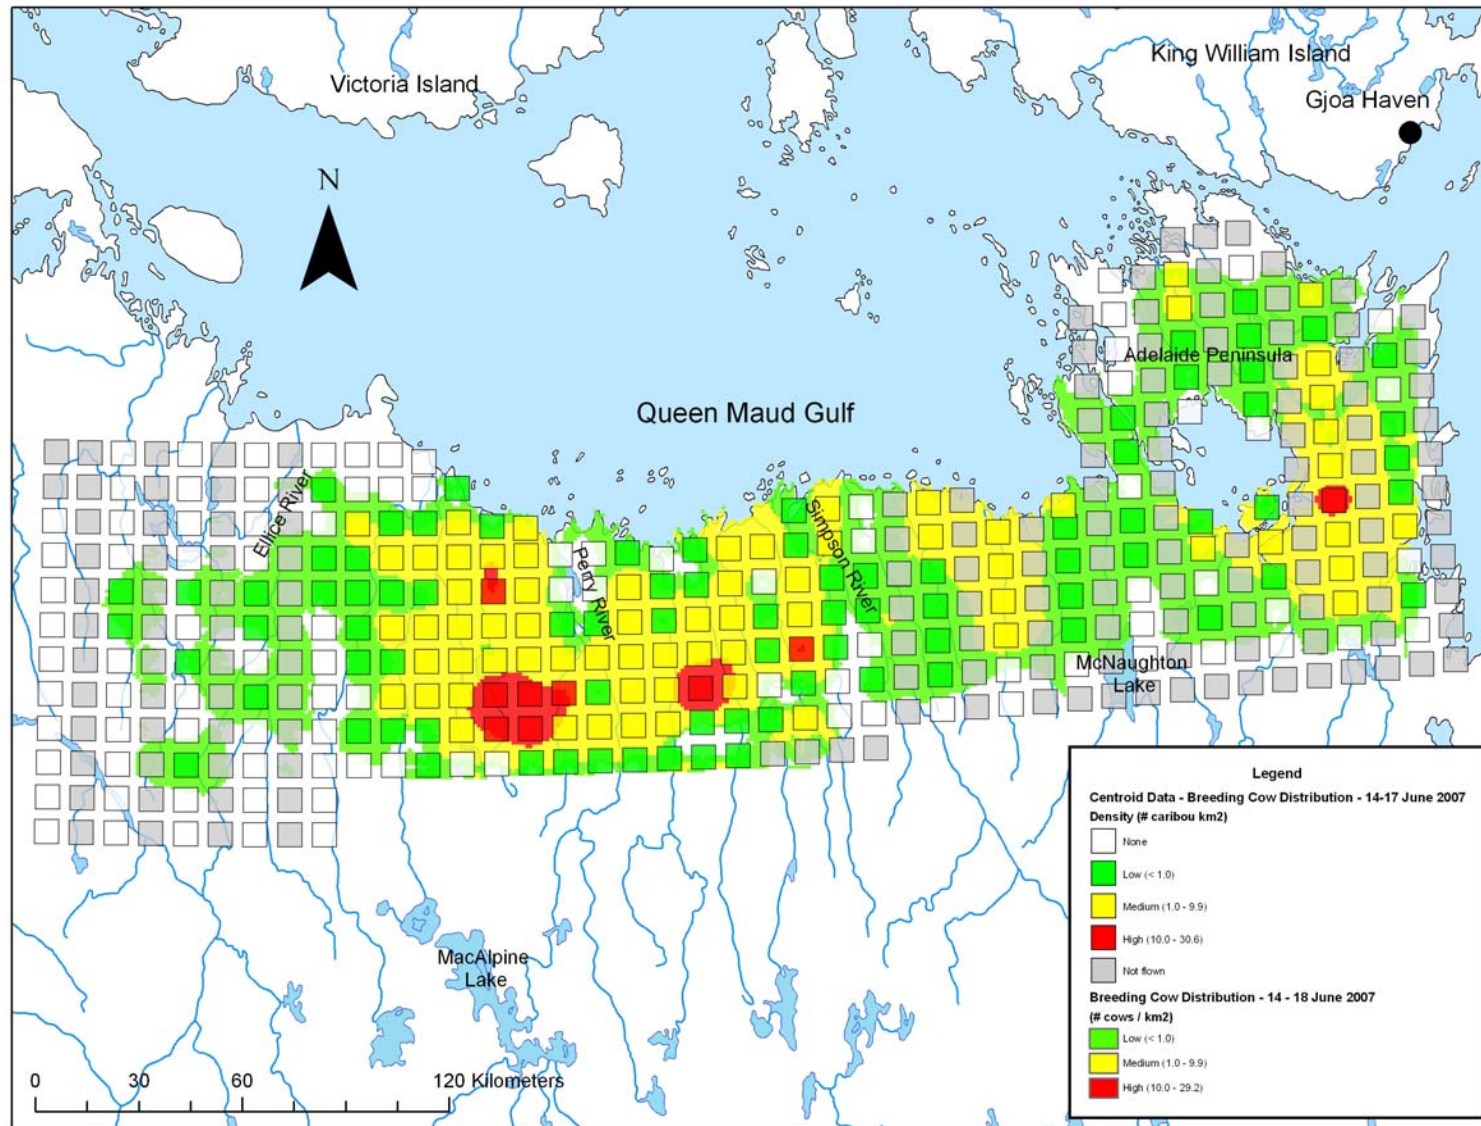 Victoria Island
King William Island
Gjoa Haven
N
Adelaide Peninsula
Queen Maud Gulf
Ellice River
Perry River
Simpson River
McNaughton
Lake
MacAlpine
Lake
0 30 60 120 Kilometers
Legend
Centroid Data - Breeding Cow Distribution - 14-17 June 2007
Density (# caribou km2)
None
Low (< 1.0)
Medium (1.0 - 9.9)
High (10.0 - 30.6)
Not flown
Breeding Cow Distribution - 14 - 18 June 2007
(# cows / km2)
Low (< 1.0)
Medium (1.0 - 9.9)
High (10.0 - 29.2)